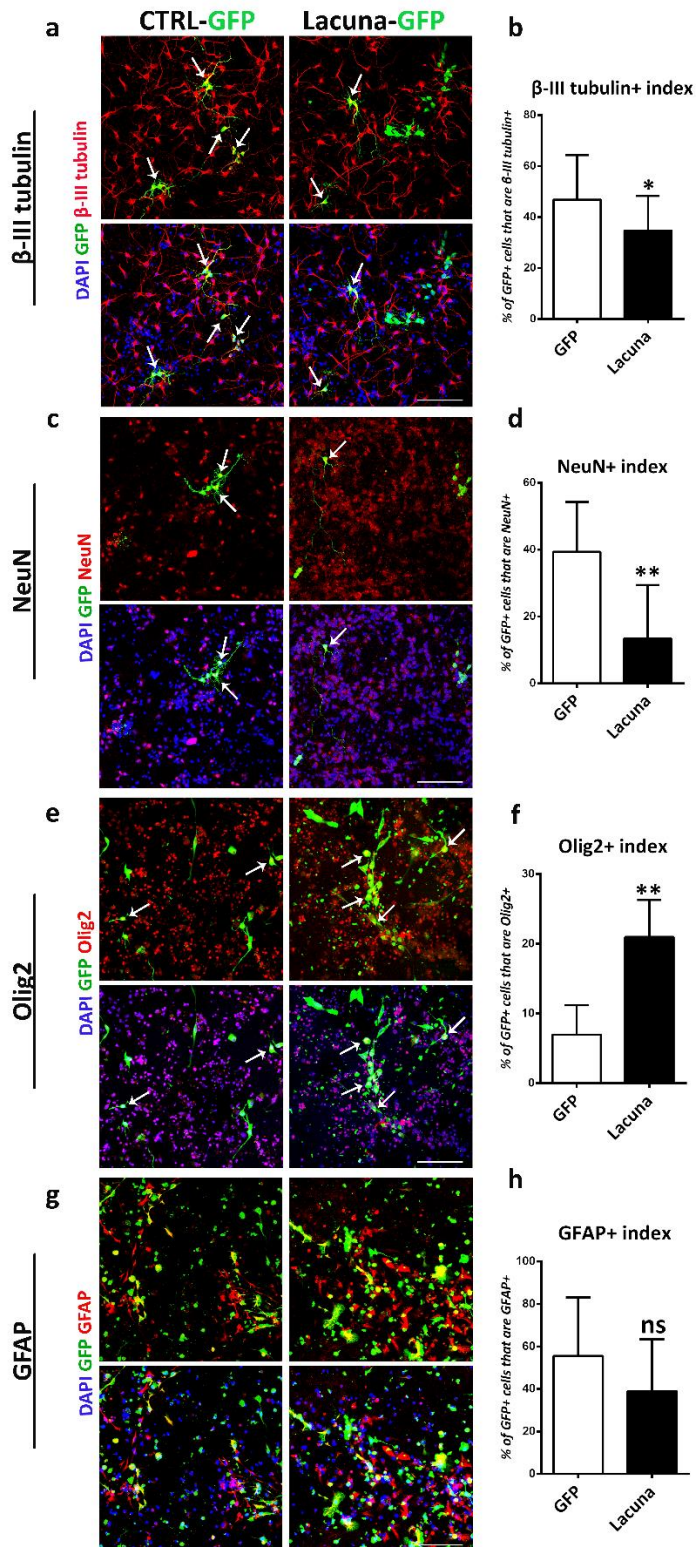 CTRL-GFP
Lacuna-GFP
a
β-III tubulin
DAPI GFP β-III tubulin
b
β-III tubulin+ index
% of GFP+ cells that are β-III tubulin+
80
60
40
20
0
*
GFP
Lacuna
c
NeuN
DAPI GFP NeuN
d
NeuN+ index
% of GFP+ cells that are NeuN+
60
40
20
0
**
GFP
Lacuna
e
Olig2
DAPI GFP Olig2
f
Olig2+ index
% of GFP+ cells that are Olig2+
30
20
10
0
**
GFP
Lacuna
g
GFAP
DAPI GFP GFAP
h
GFAP+ index
% of GFP+ cells that are GFAP+
100
80
60
40
20
0
ns
GFP
Lacuna